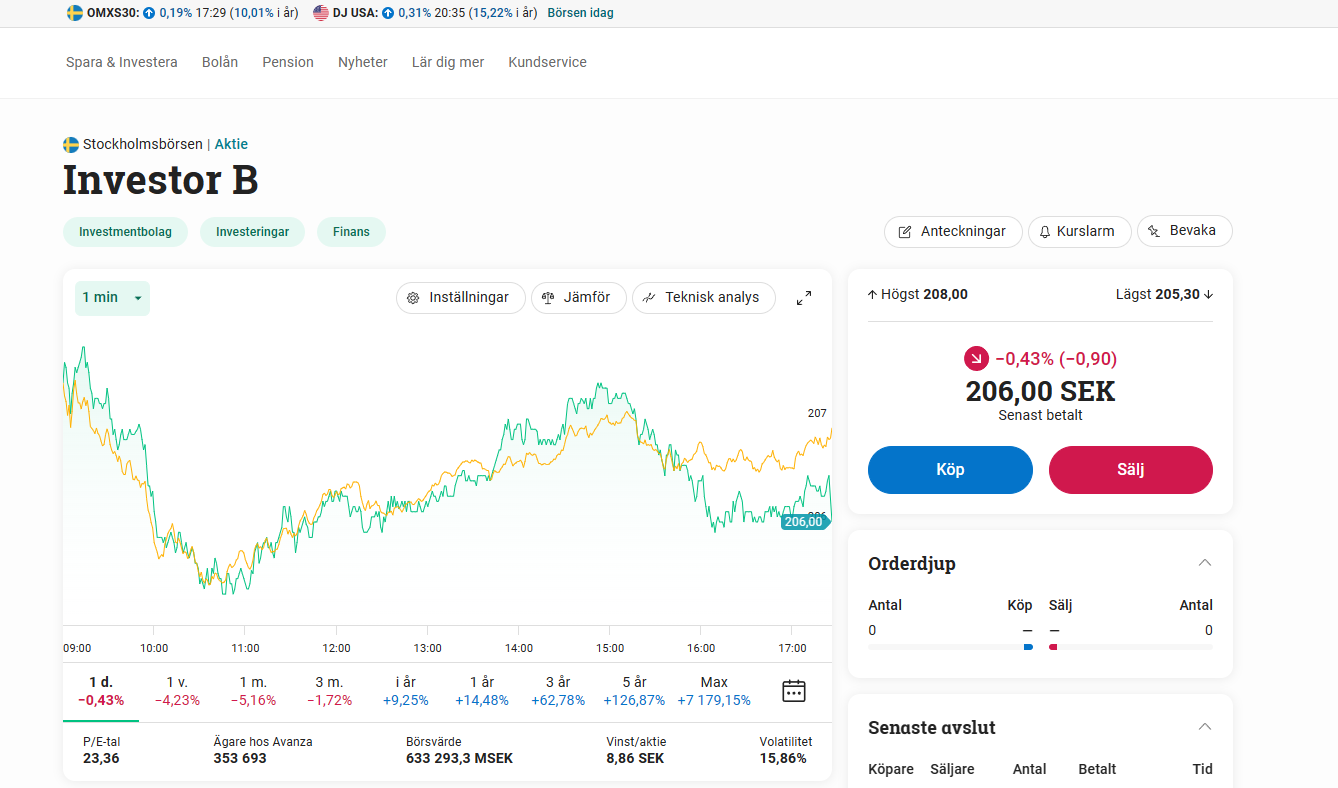 OMXS30: 0,19% 17:29 (10,01% i år) DJ USA: 0,31% 20:35 (15,22% i år) Börsen idag
Spara & Investera Bolån Pension Nyheter Lär dig mer Kundservice
Stockholmsbörsen | Aktie
Investor B
Investmentbolag Investeringar Finans
Anteckningar Kurslarm Bevaka
1 min Inställningar Jämför Teknisk analys
207
206,00
09:00 10:00 11:00 12:00 13:00 14:00 15:00 16:00 17:00
1 d. 1 v. 1 m. 3 m. i år 1 år 3 år 5 år Max
−0,43% −4,23% −5,16% −1,72% +9,25% +14,48% +62,78% +126,87% +7 179,15%
P/E-tal Ägare hos Avanza Börsvärde Vinst/aktie Volatilitet
23,36 353 693 633 293,3 MSEK 8,86 SEK 15,86%
Högst 208,00 Lägst 205,30
−0,43% (−0,90)
206,00 SEK
Senast betalt
Köp Sälj
Orderdjup
Antal Köp Sälj Antal
0 – – 0
Senaste avslut
Köpare Säljare Antal Betalt Tid